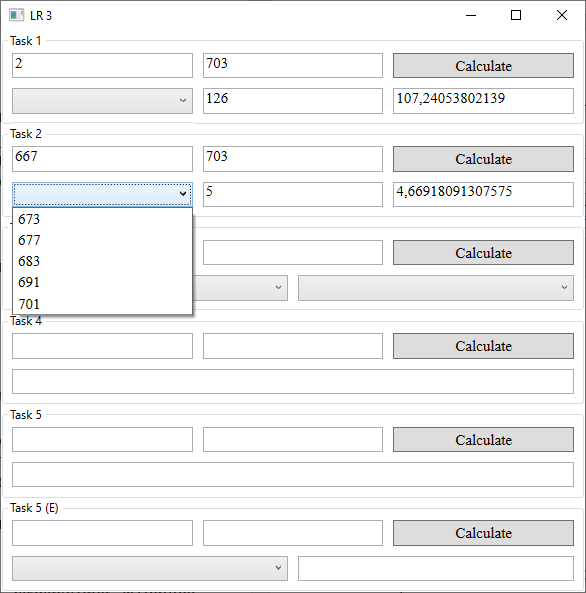 LR 3
Task 1
2 703 Calculate
126 107,24053802139
Task 2
667 703 Calculate
5 4,66918091307575
673
677
683
691
701
Calculate
Task 4
Calculate
Task 5
Calculate
Task 5 (E)
Calculate